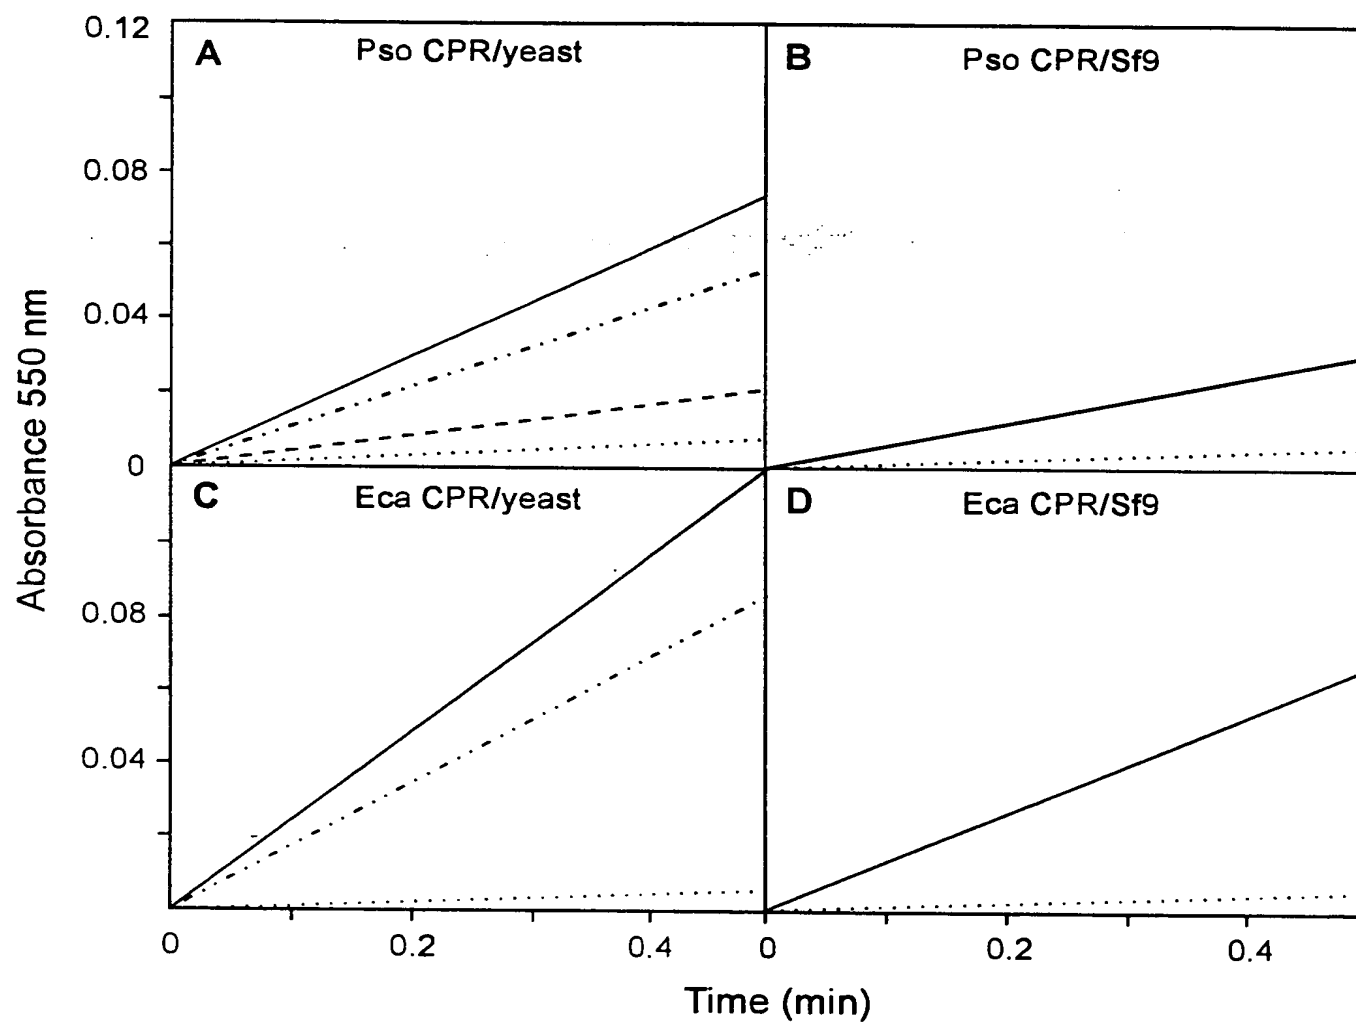 0.12
A
Pso CPR/yeast
B
Pso CPR/Sf9
0.08
0.04
0
C
Eca CPR/yeast
D
Eca CPR/Sf9
0.08
0.04
Absorbance 550 nm
0
0.2
0.4
0
0.2
0.4
Time (min)